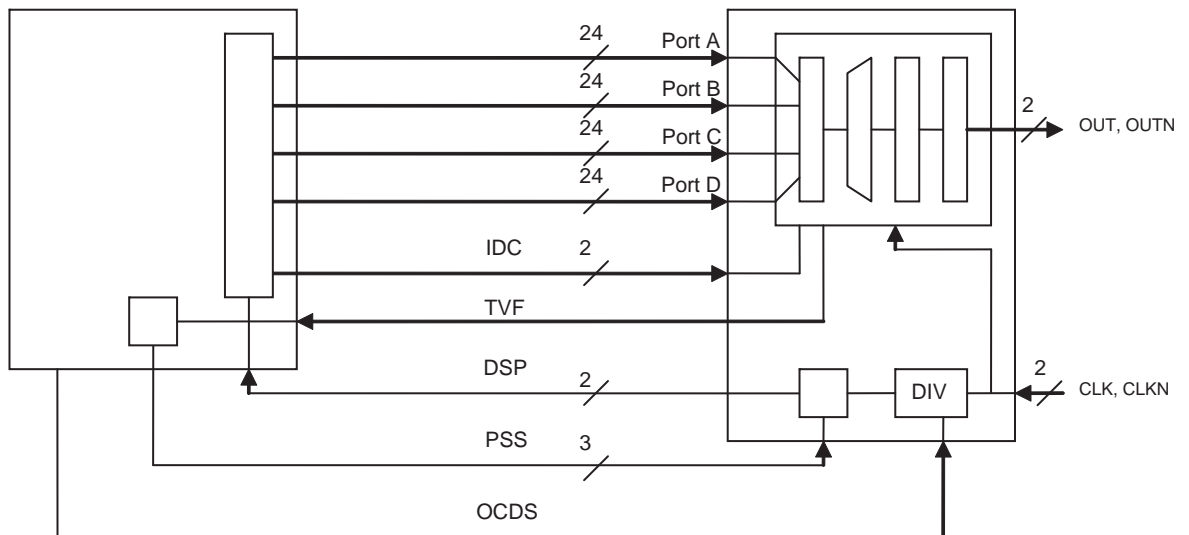 24
Port A
24
Port B
24
Port C
24
Port D
2
OUT, OUTN
IDC
2
TVF
DSP
2
DIV
2
CLK, CLKN
PSS
3
OCDS